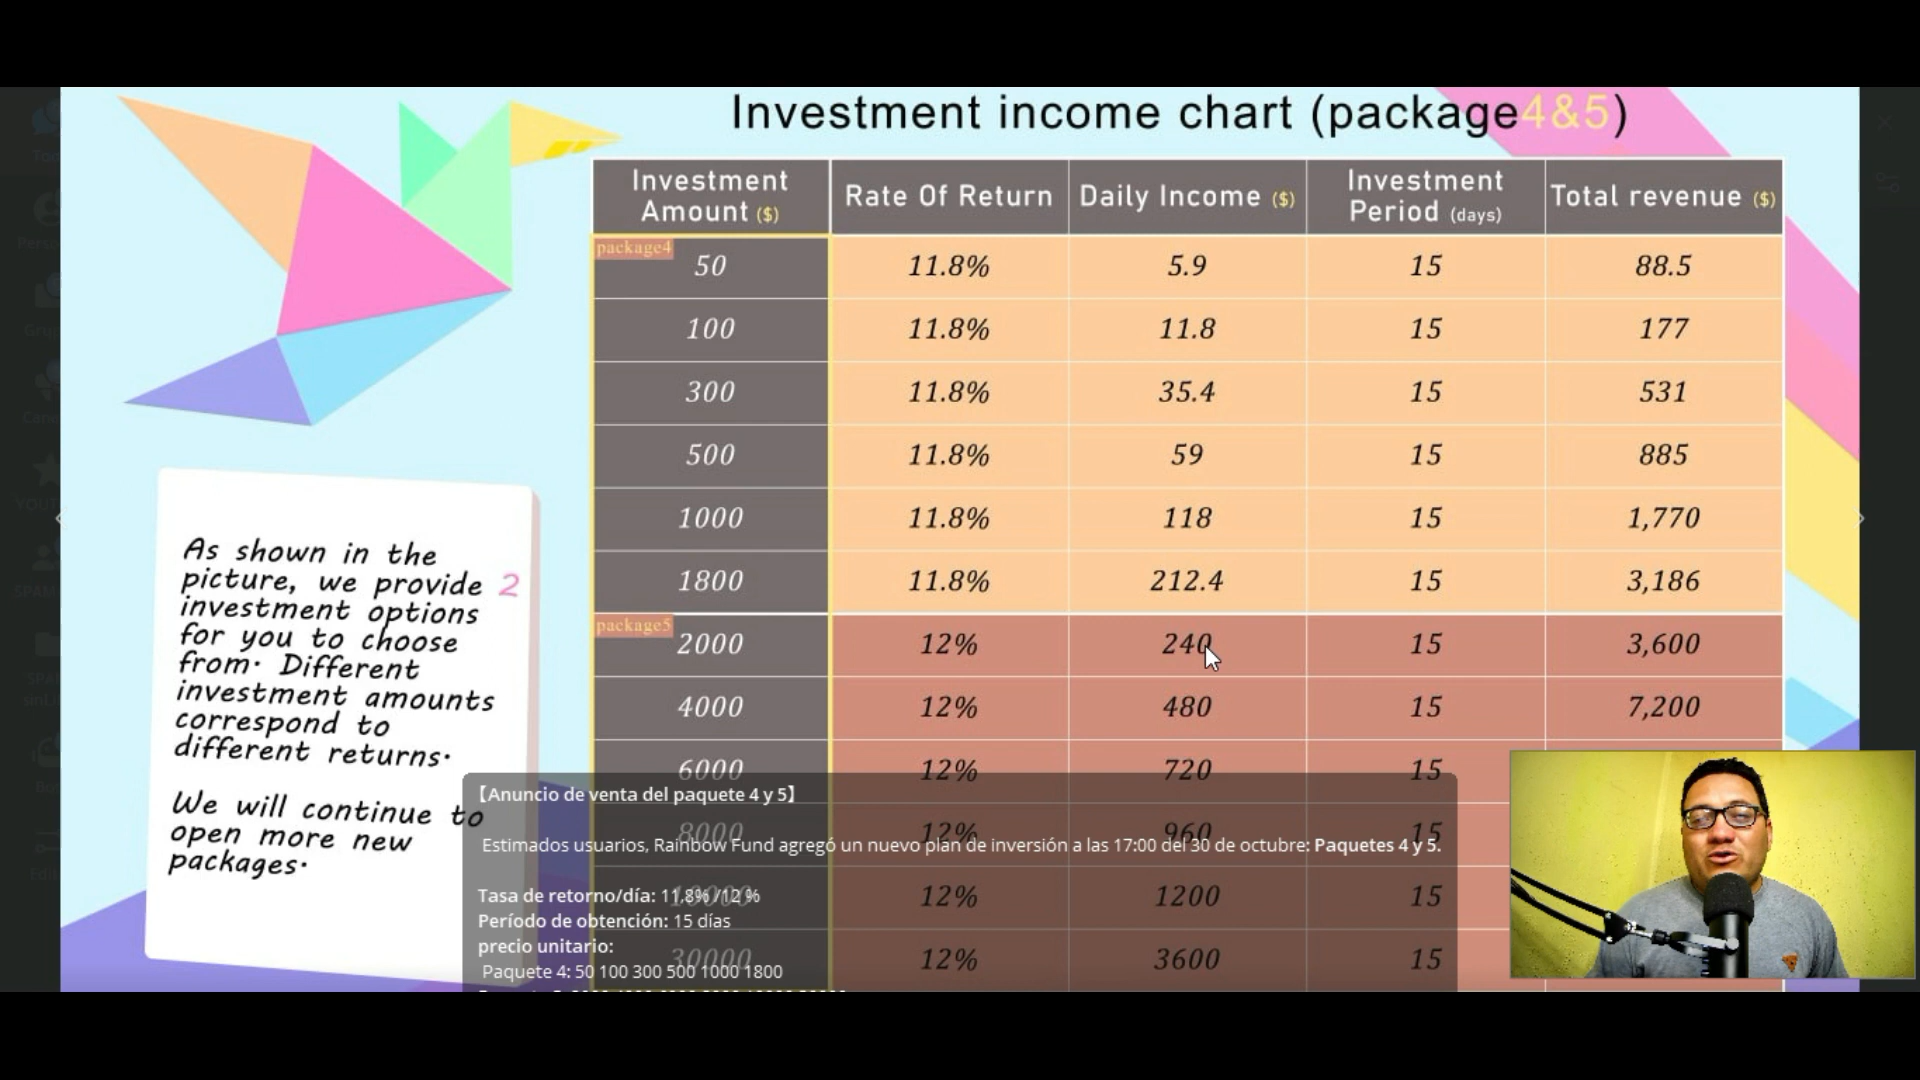 Investment income chart (package4&5)
Investment Amount ($) Rate Of Return Daily Income ($) Investment Period (days) Total revenue ($)
package4
50 11.8% 5.9 15 88.5
100 11.8% 11.8 15 177
300 11.8% 35.4 15 531
500 11.8% 59 15 885
1000 11.8% 118 15 1,770
1800 11.8% 212.4 15 3,186
package5
2000 12% 240 15 3,600
4000 12% 480 15 7,200
6000 12% 720 15
8000 12% 960 15
10000 12% 1200 15
30000 12% 3600 15
As shown in the
picture, we provide 2
investment options
for you to choose
from. Different
investment amounts
correspond to
different returns.
We will continue to
open more new
packages.
【Anuncio de venta del paquete 4 y 5】
Estimados usuarios, Rainbow Fund agregó un nuevo plan de inversión a las 17:00 del 30 de octubre: Paquetes 4 y 5.
Tasa de retorno/día: 11,8% /12 %
Período de obtención: 15 días
precio unitario:
Paquete 4: 50 100 300 500 1000 1800